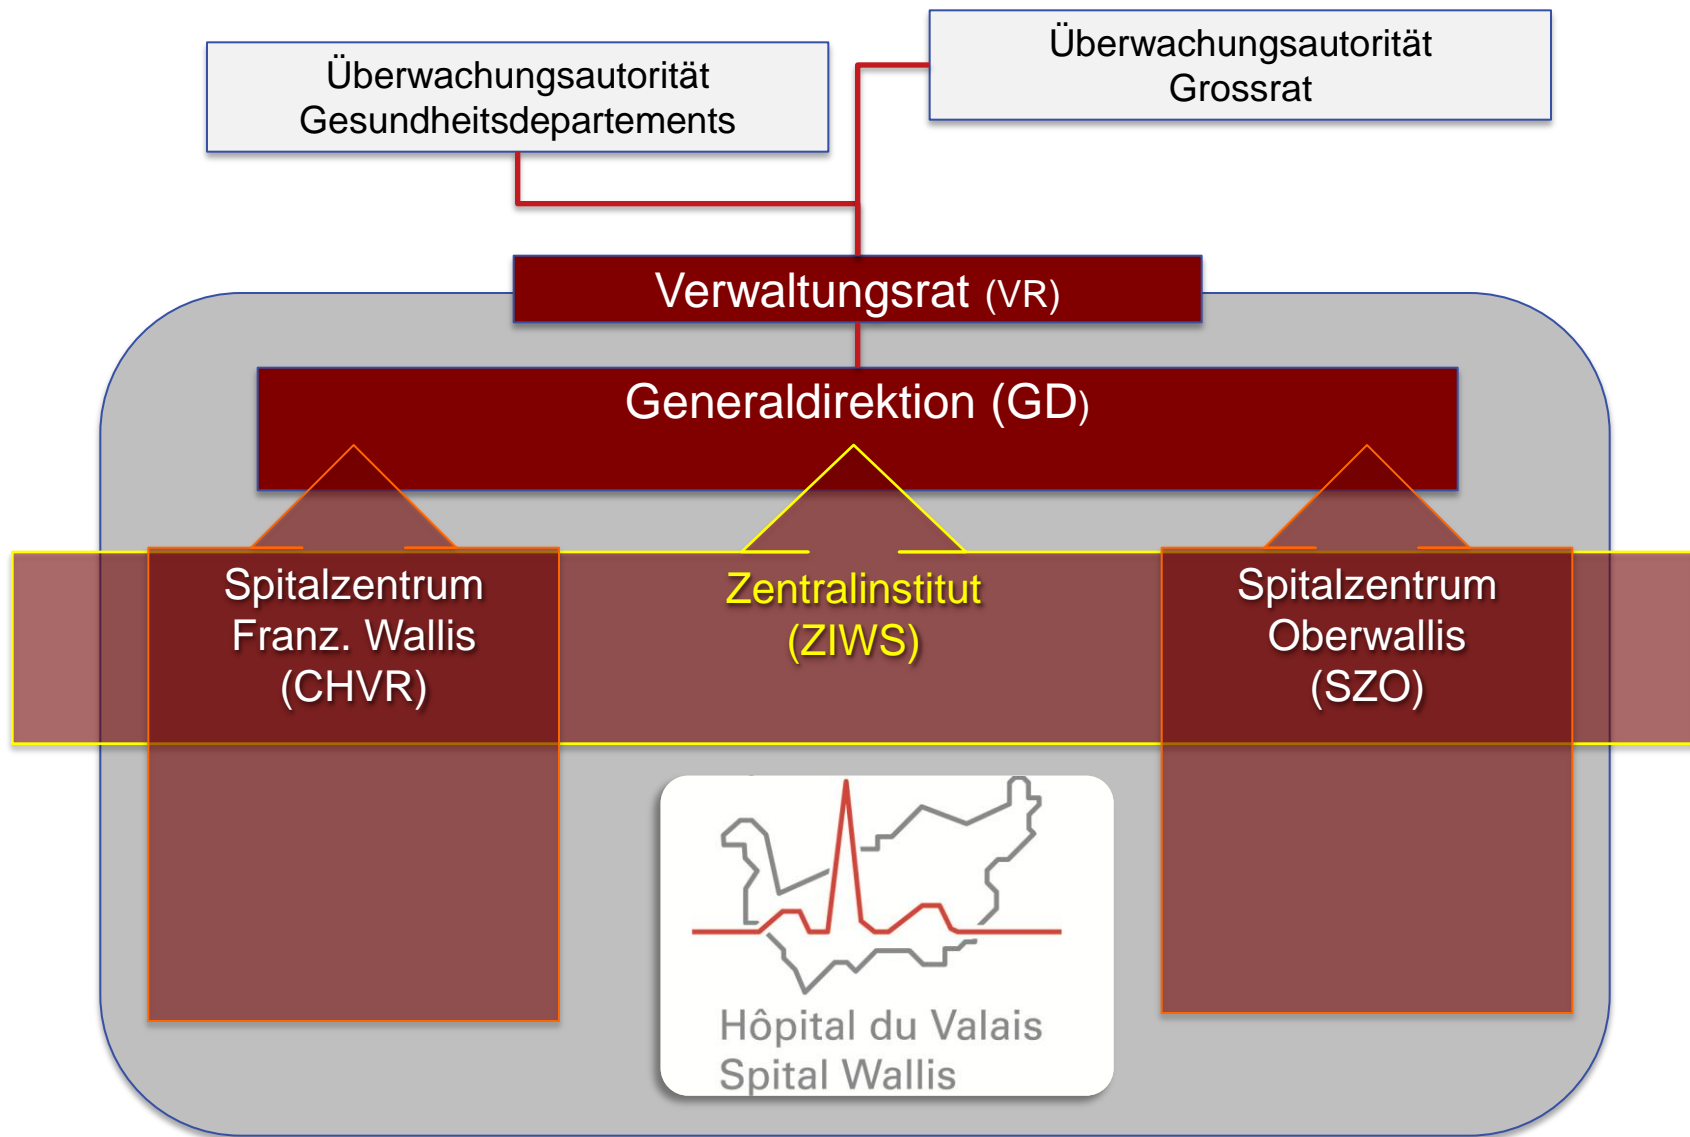 Überwachungsautorität
Gesundheitsdepartements
Überwachungsautorität
Grossrat
Verwaltungsrat (VR)
Generaldirektion (GD)
Spitalzentrum
Franz. Wallis
(CHVR)
Zentralinstitut
(ZIWS)
Spitalzentrum
Oberwallis
(SZO)
Hôpital du Valais
Spital Wallis